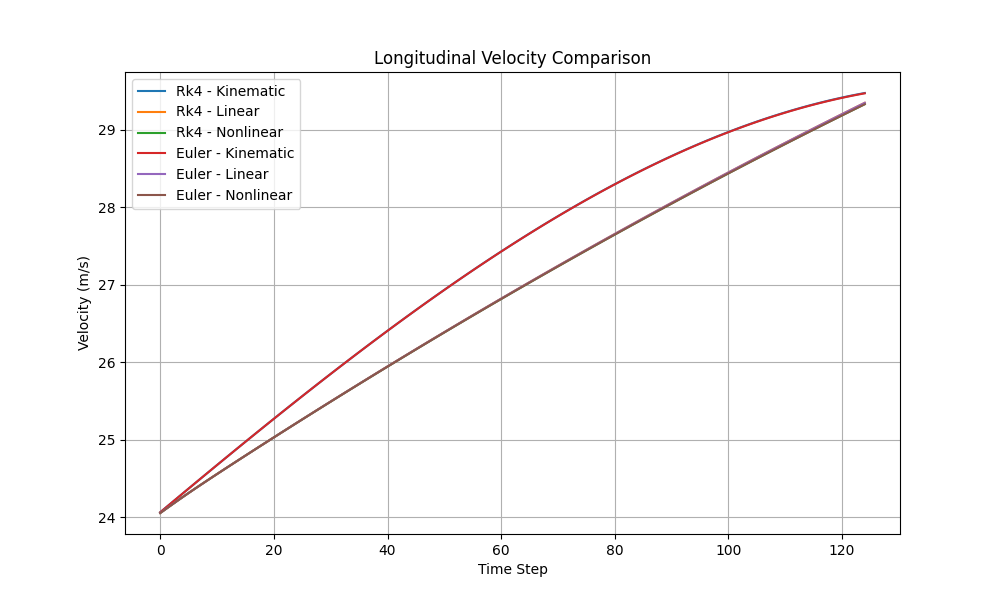 Longitudinal Velocity Comparison
Rk4 - Kinematic
Rk4 - Linear
Rk4 - Nonlinear
Euler - Kinematic
Euler - Linear
Euler - Nonlinear
29
28
27
26
25
24
Velocity (m/s)
0 20 40 60 80 100 120
Time Step